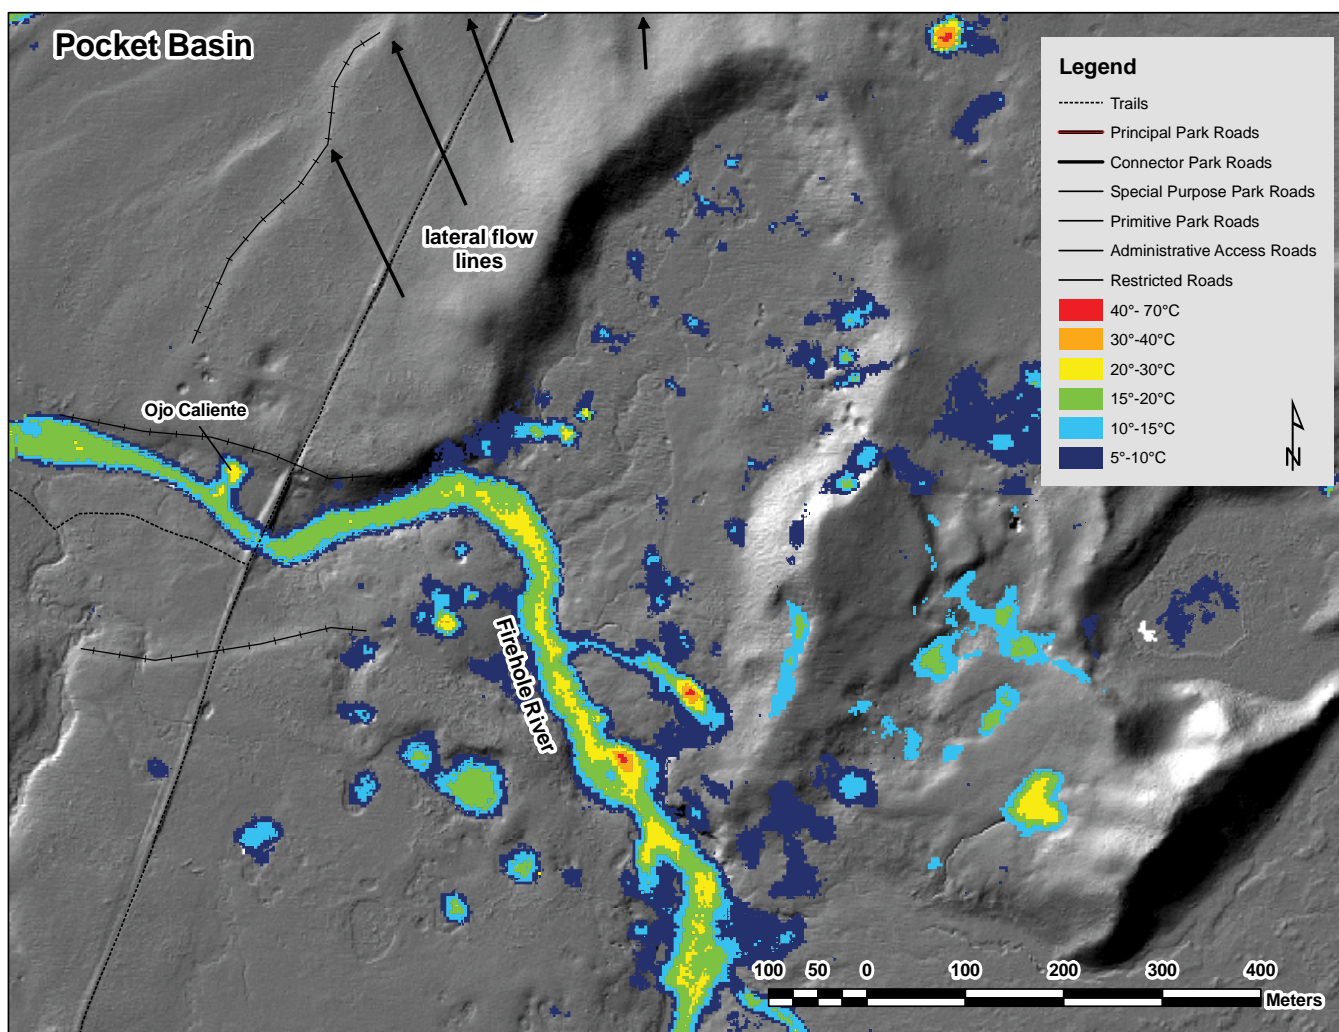 Pocket Basin
lateral flow
lines
Ojo Caliente
Firehole River
Legend
Trails
Principal Park Roads
Connector Park Roads
Special Purpose Park Roads
Primitive Park Roads
Administrative Access Roads
Restricted Roads
40°- 70°C
30°-40°C
20°-30°C
15°-20°C
10°-15°C
5°-10°C
N
100 50 0 100 200 300 400
Meters